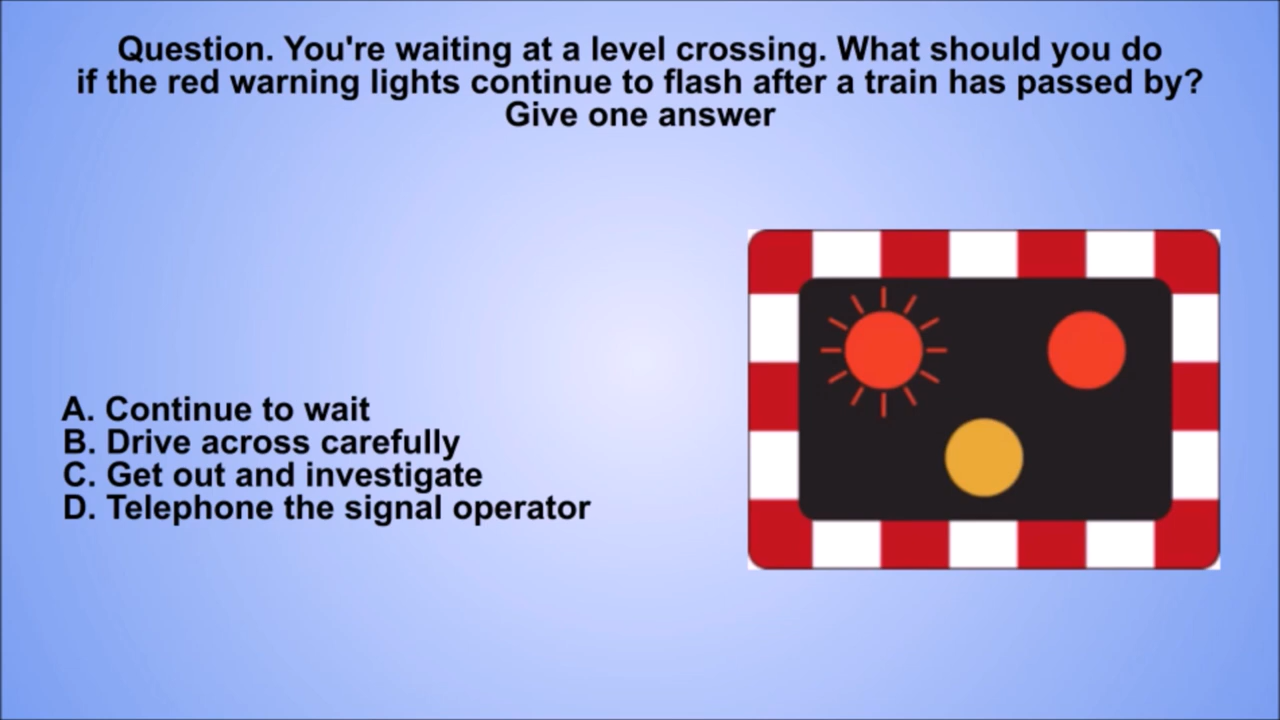 Question. You're waiting at a level crossing. What should you do
if the red warning lights continue to flash after a train has passed by?
Give one answer
A. Continue to wait
B. Drive across carefully
C. Get out and investigate
D. Telephone the signal operator